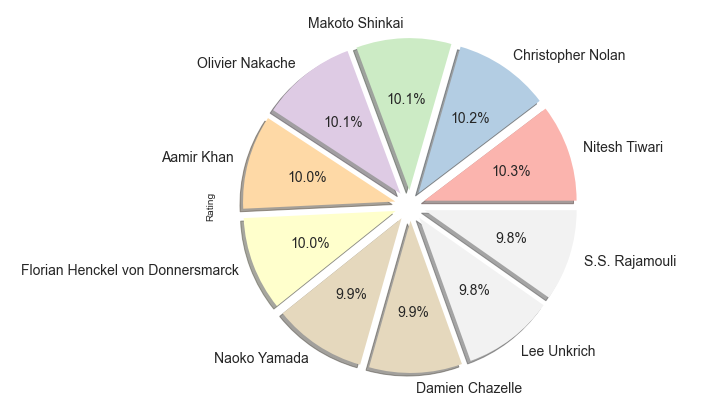 Makoto Shinkai
Christopher Nolan
Olivier Nakache
10.1%
10.2%
10.1%
Nitesh Tiwari
Aamir Khan
10.3%
10.0%
Rating
10.0%
9.8%
S.S. Rajamouli
Florian Henckel von Donnersmarck
9.9%
9.8%
9.9%
Naoko Yamada
Lee Unkrich
Damien Chazelle